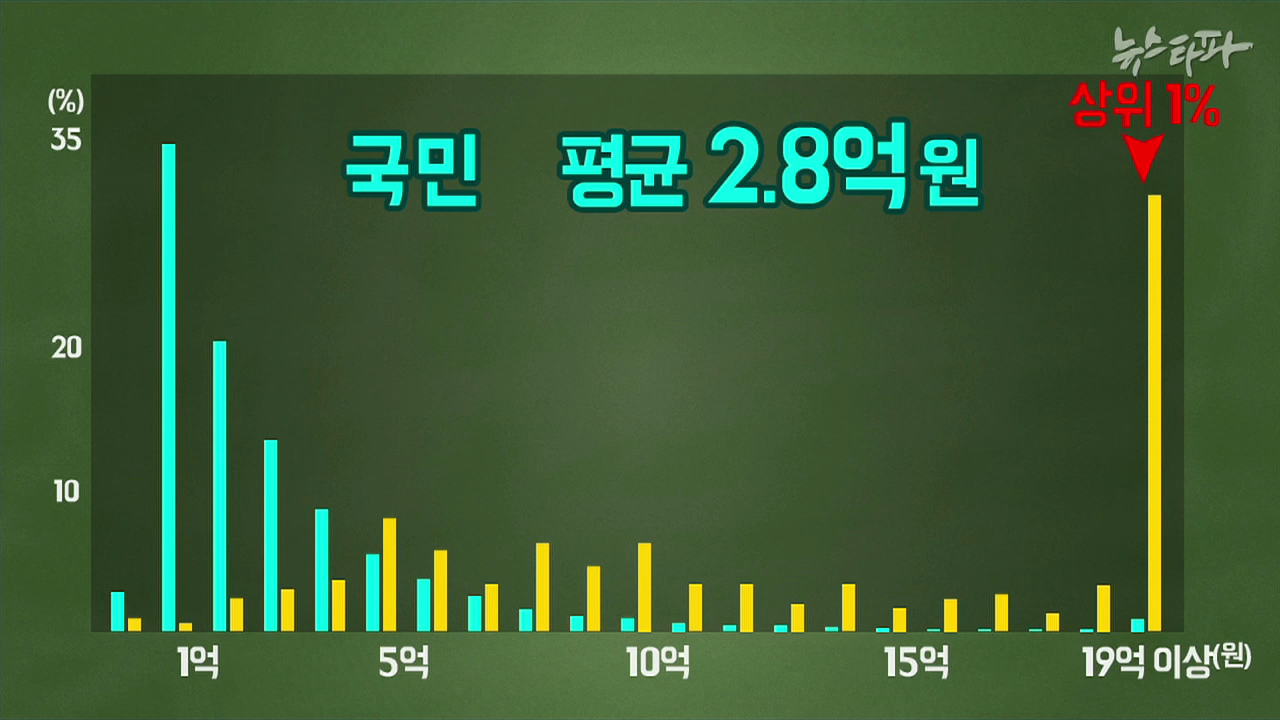 뉴스타파
상위 1%
(%)
35
국민 평균 2.8억 원
20
10
1억 5억 10억 15억 19억 이상(원)